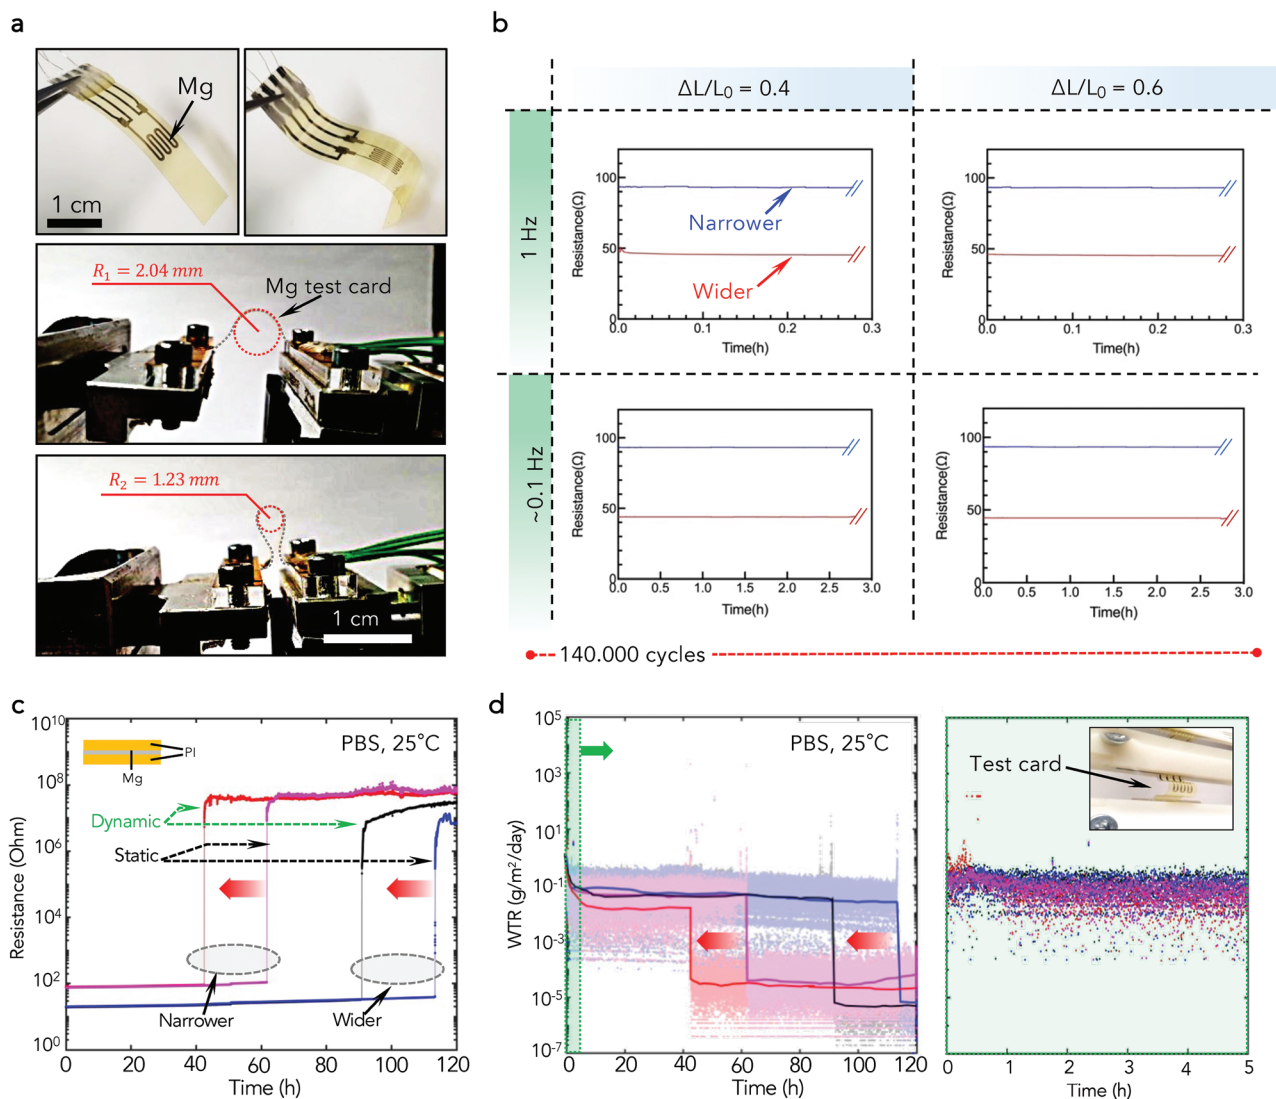 a
Mg
1 cm
R₁ = 2.04 mm
Mg test card
R₂ = 1.23 mm
1 cm
b
ΔL/L₀ = 0.4
ΔL/L₀ = 0.6
1 Hz
Resistance(Ω)
100
50
0
Narrower
Wider
0.0 0.1 0.2 0.3
Time(h)
Resistance(Ω)
100
50
0
0.0 0.1 0.2 0.3
Time(h)
~0.1 Hz
Resistance(Ω)
100
50
0
0.0 0.5 1.0 1.5 2.0 2.5 3.0
Time(h)
Resistance(Ω)
100
50
0
0.0 0.5 1.0 1.5 2.0 2.5 3.0
Time(h)
140.000 cycles
c
Resistance (Ohm)
10¹⁰
10⁸
10⁶
10⁴
10²
10⁰
PI
Mg
PBS, 25°C
Dynamic
Static
Narrower
Wider
0 20 40 60 80 100 120
Time (h)
d
WTR (g/m²/day)
10⁵
10³
10¹
10⁻¹
10⁻³
10⁻⁵
10⁻⁷
PBS, 25°C
0 20 40 60 80 100 120
Time (h)
Test card
0 1 2 3 4 5
Time (h)